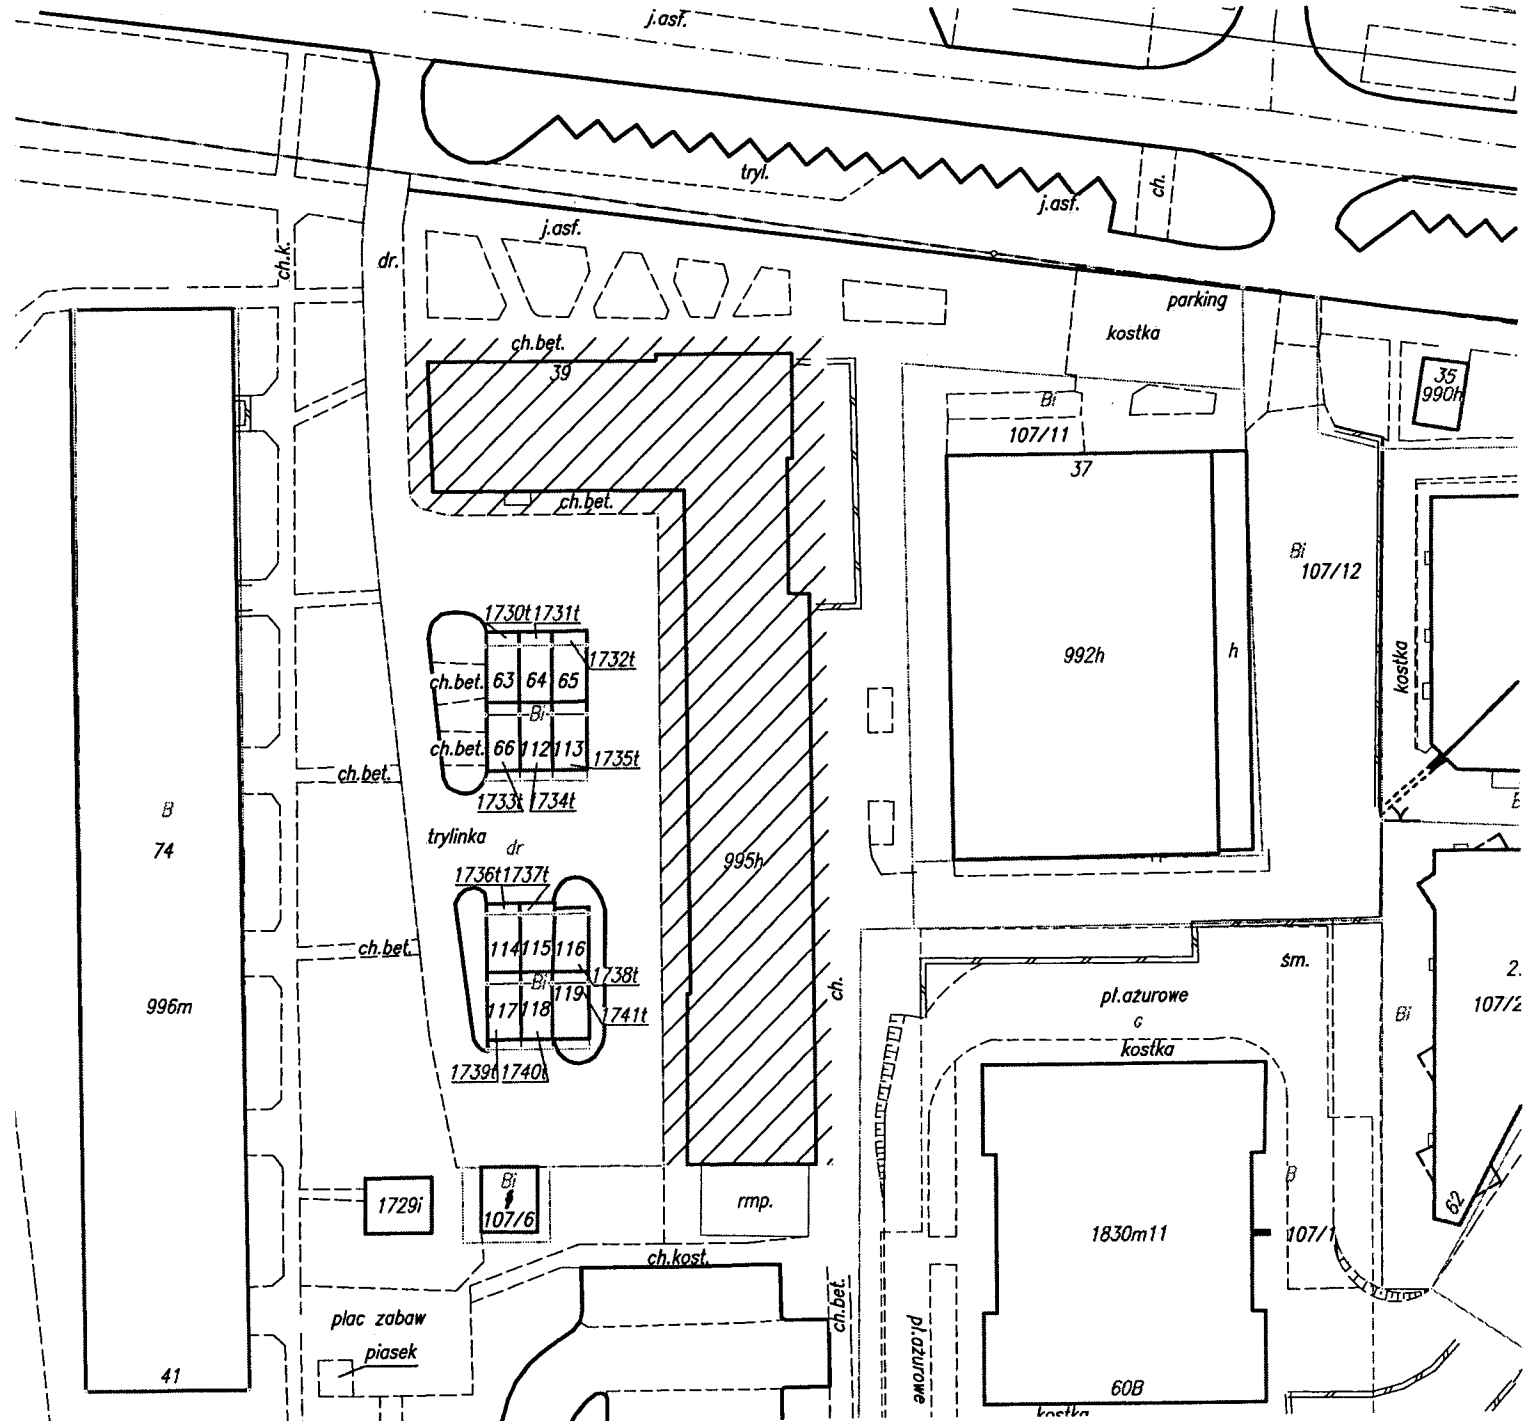 j.asf.
tryl.
ch.
j.asf.
j.asf.
ch.k.
dr.
parking
kostka
ch.bet.
39
35
990h
Bi
107/11
37
ch.bet.
Bi
107/12
1730t 1731t
1732t
992h
h
kostka
ch.bet.
63
64
65
Bi
ch.bet.
66
112
113
1735t
ch.bet.
1733t
1734t
B
74
trylinka
dr
995h
1736t 1737t
114
115
116
ch.bet.
1738t
Bi
119
117
118
1741t
ch.
śm.
pł.ażurowe
kostka
107/2
Bi
996m
1739t 1740t
Bi
107/6
1729i
rmp.
B
62
1830m11
107/1
ch.kost.
ch.bet.
plac zabaw
piasek
pł.ażurowe
41
60B
kostka